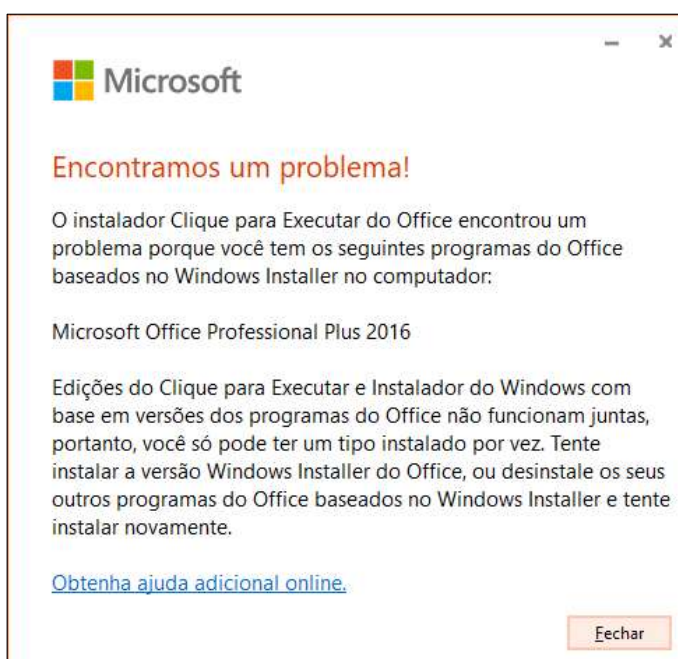 Microsoft
Encontramos um problema!
O instalador Clique para Executar do Office encontrou um
problema porque você tem os seguintes programas do Office
baseados no Windows Installer no computador:
Microsoft Office Professional Plus 2016
Edições do Clique para Executar e Instalador do Windows com
base em versões dos programas do Office não funcionam juntas,
portanto, você só pode ter um tipo instalado por vez. Tente
instalar a versão Windows Installer do Office, ou desinstale os seus
outros programas do Office baseados no Windows Installer e tente
instalar novamente.
Obtenha ajuda adicional online.
Fechar